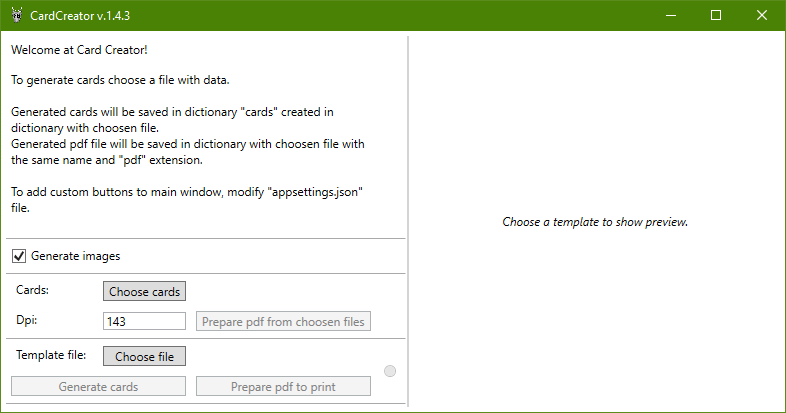 CardCreator v.1.4.3
Welcome at Card Creator!
To generate cards choose a file with data.
Generated cards will be saved in dictionary "cards" created in
dictionary with choosen file.
Generated pdf file will be saved in dictionary with choosen file with
the same name and "pdf" extension.
To add custom buttons to main window, modify "appsettings.json"
file.
Choose a template to show preview.
Generate images
Cards: Choose cards
Dpi: 143 Prepare pdf from choosen files
Template file: Choose file
Generate cards Prepare pdf to print